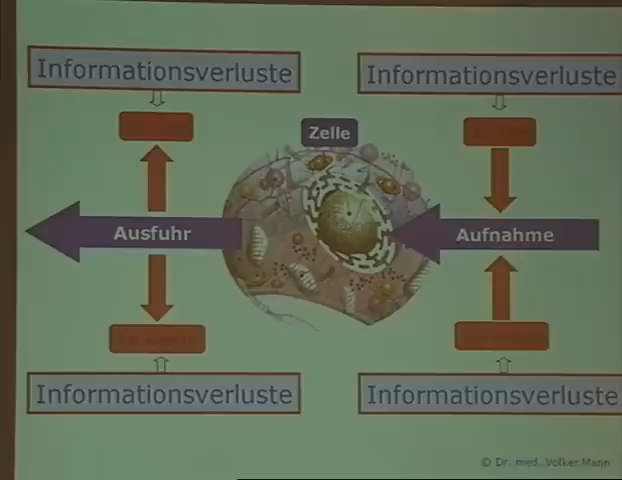 Informationsverluste
Informationsverluste
Zelle
Ausfuhr
Aufnahme
Informationsverluste
Informationsverluste
© Dr. med. Volker Mann